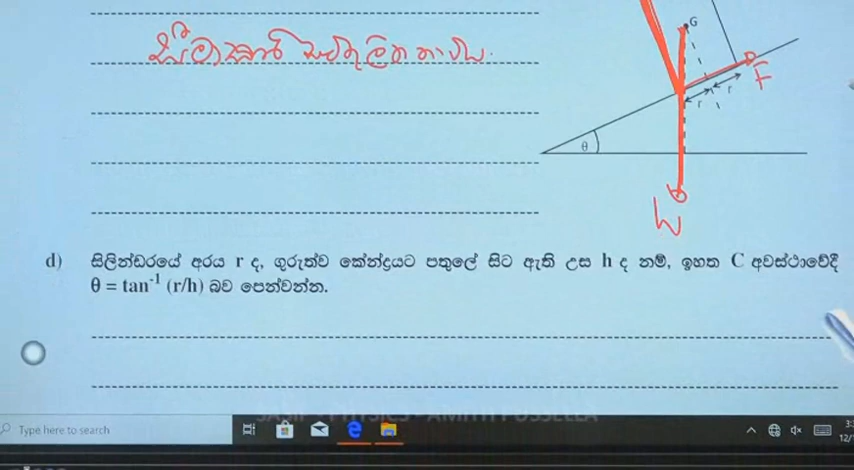 සීමාකාරී සමතුලිත තාවය.
G
F
r
r
θ
W
d) සිලින්ඩරයේ අරය r ද, ගුරුත්ව කේන්ද්‍රයට පතුලේ සිට ඇති උස h ද නම්, ඉහත C අවස්ථාවේදී
θ = tan⁻¹ (r/h) බව පෙන්වන්න.
Type here to search